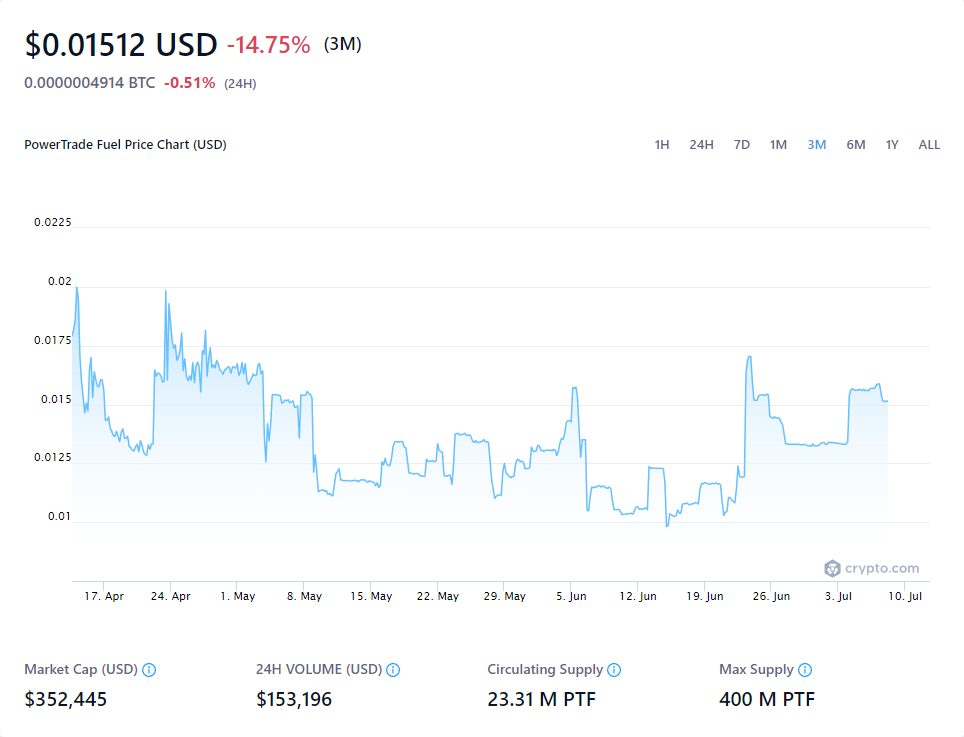 $0.01512 USD -14.75% (3M)
0.0000004914 BTC -0.51% (24H)
PowerTrade Fuel Price Chart (USD)
1H 24H 7D 1M 3M 6M 1Y ALL
0.0225
0.02
0.0175
0.015
0.0125
0.01
crypto.com
17. Apr 24. Apr 1. May 8. May 15. May 22. May 29. May 5. Jun 12. Jun 19. Jun 26. Jun 3. Jul 10. Jul
Market Cap (USD) 24H VOLUME (USD) Circulating Supply Max Supply
$352,445 $153,196 23.31 M PTF 400 M PTF